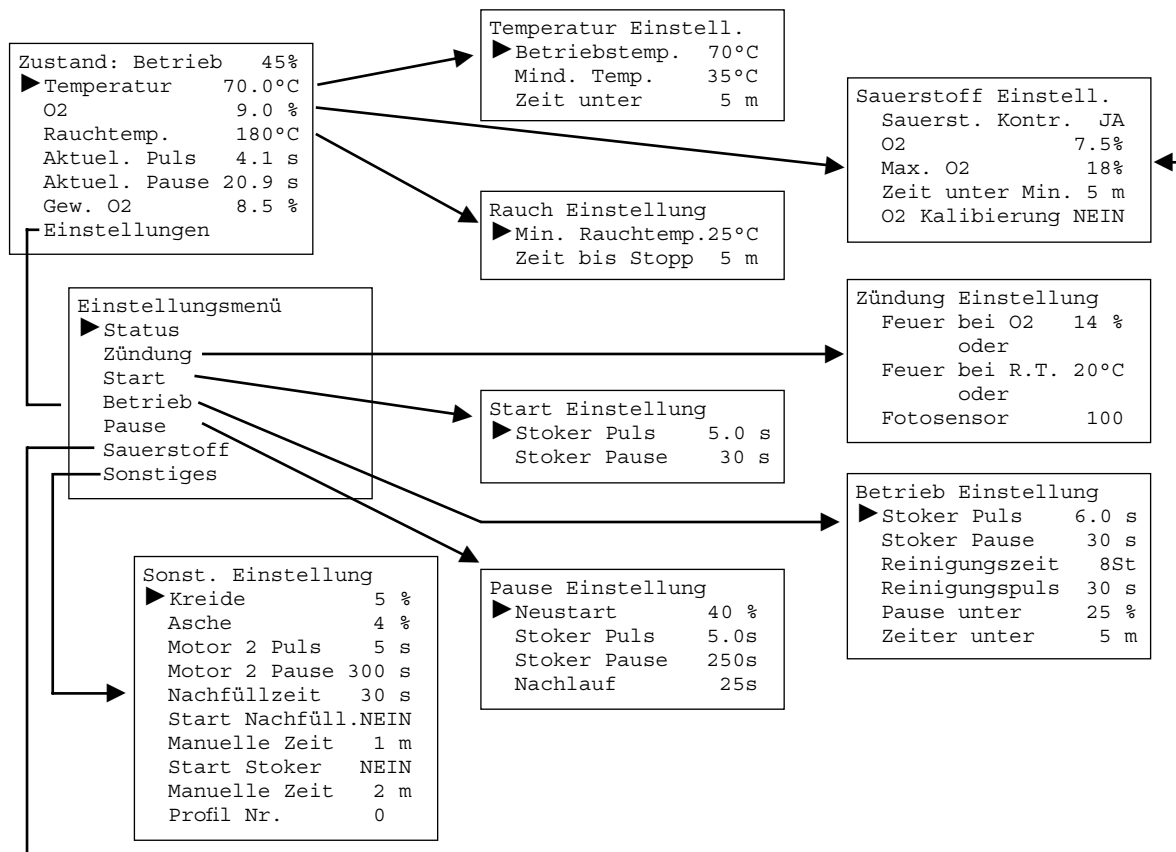 Zustand: Betrieb 45%
▶Temperatur 70.0°C
O2 9.0 %
Rauchtemp. 180°C
Aktuel. Puls 4.1 s
Aktuel. Pause 20.9 s
Gew. O2 8.5 %
Einstellungen
Temperatur Einstell.
▶Betriebstemp. 70°C
Mind. Temp. 35°C
Zeit unter 5 m
Sauerstoff Einstell.
Sauerst. Kontr. JA
O2 7.5%
Max. O2 18%
Zeit unter Min. 5 m
O2 Kalibierung NEIN
Rauch Einstellung
▶Min. Rauchtemp.25°C
Zeit bis Stopp 5 m
Einstellungsmenü
▶Status
Zündung
Start
Betrieb
Pause
Sauerstoff
Sonstiges
Zündung Einstellung
Feuer bei O2 14 %
oder
Feuer bei R.T. 20°C
oder
Fotosensor 100
Start Einstellung
▶Stoker Puls 5.0 s
Stoker Pause 30 s
Betrieb Einstellung
▶Stoker Puls 6.0 s
Stoker Pause 30 s
Reinigungszeit 8St
Reinigungspuls 30 s
Pause unter 25 %
Zeiter unter 5 m
Sonst. Einstellung
▶Kreide 5 %
Asche 4 %
Motor 2 Puls 5 s
Motor 2 Pause 300 s
Nachfüllzeit 30 s
Start Nachfüll.NEIN
Manuelle Zeit 1 m
Start Stoker NEIN
Manuelle Zeit 2 m
Profil Nr. 0
Pause Einstellung
▶Neustart 40 %
Stoker Puls 5.0s
Stoker Pause 250s
Nachlauf 25s